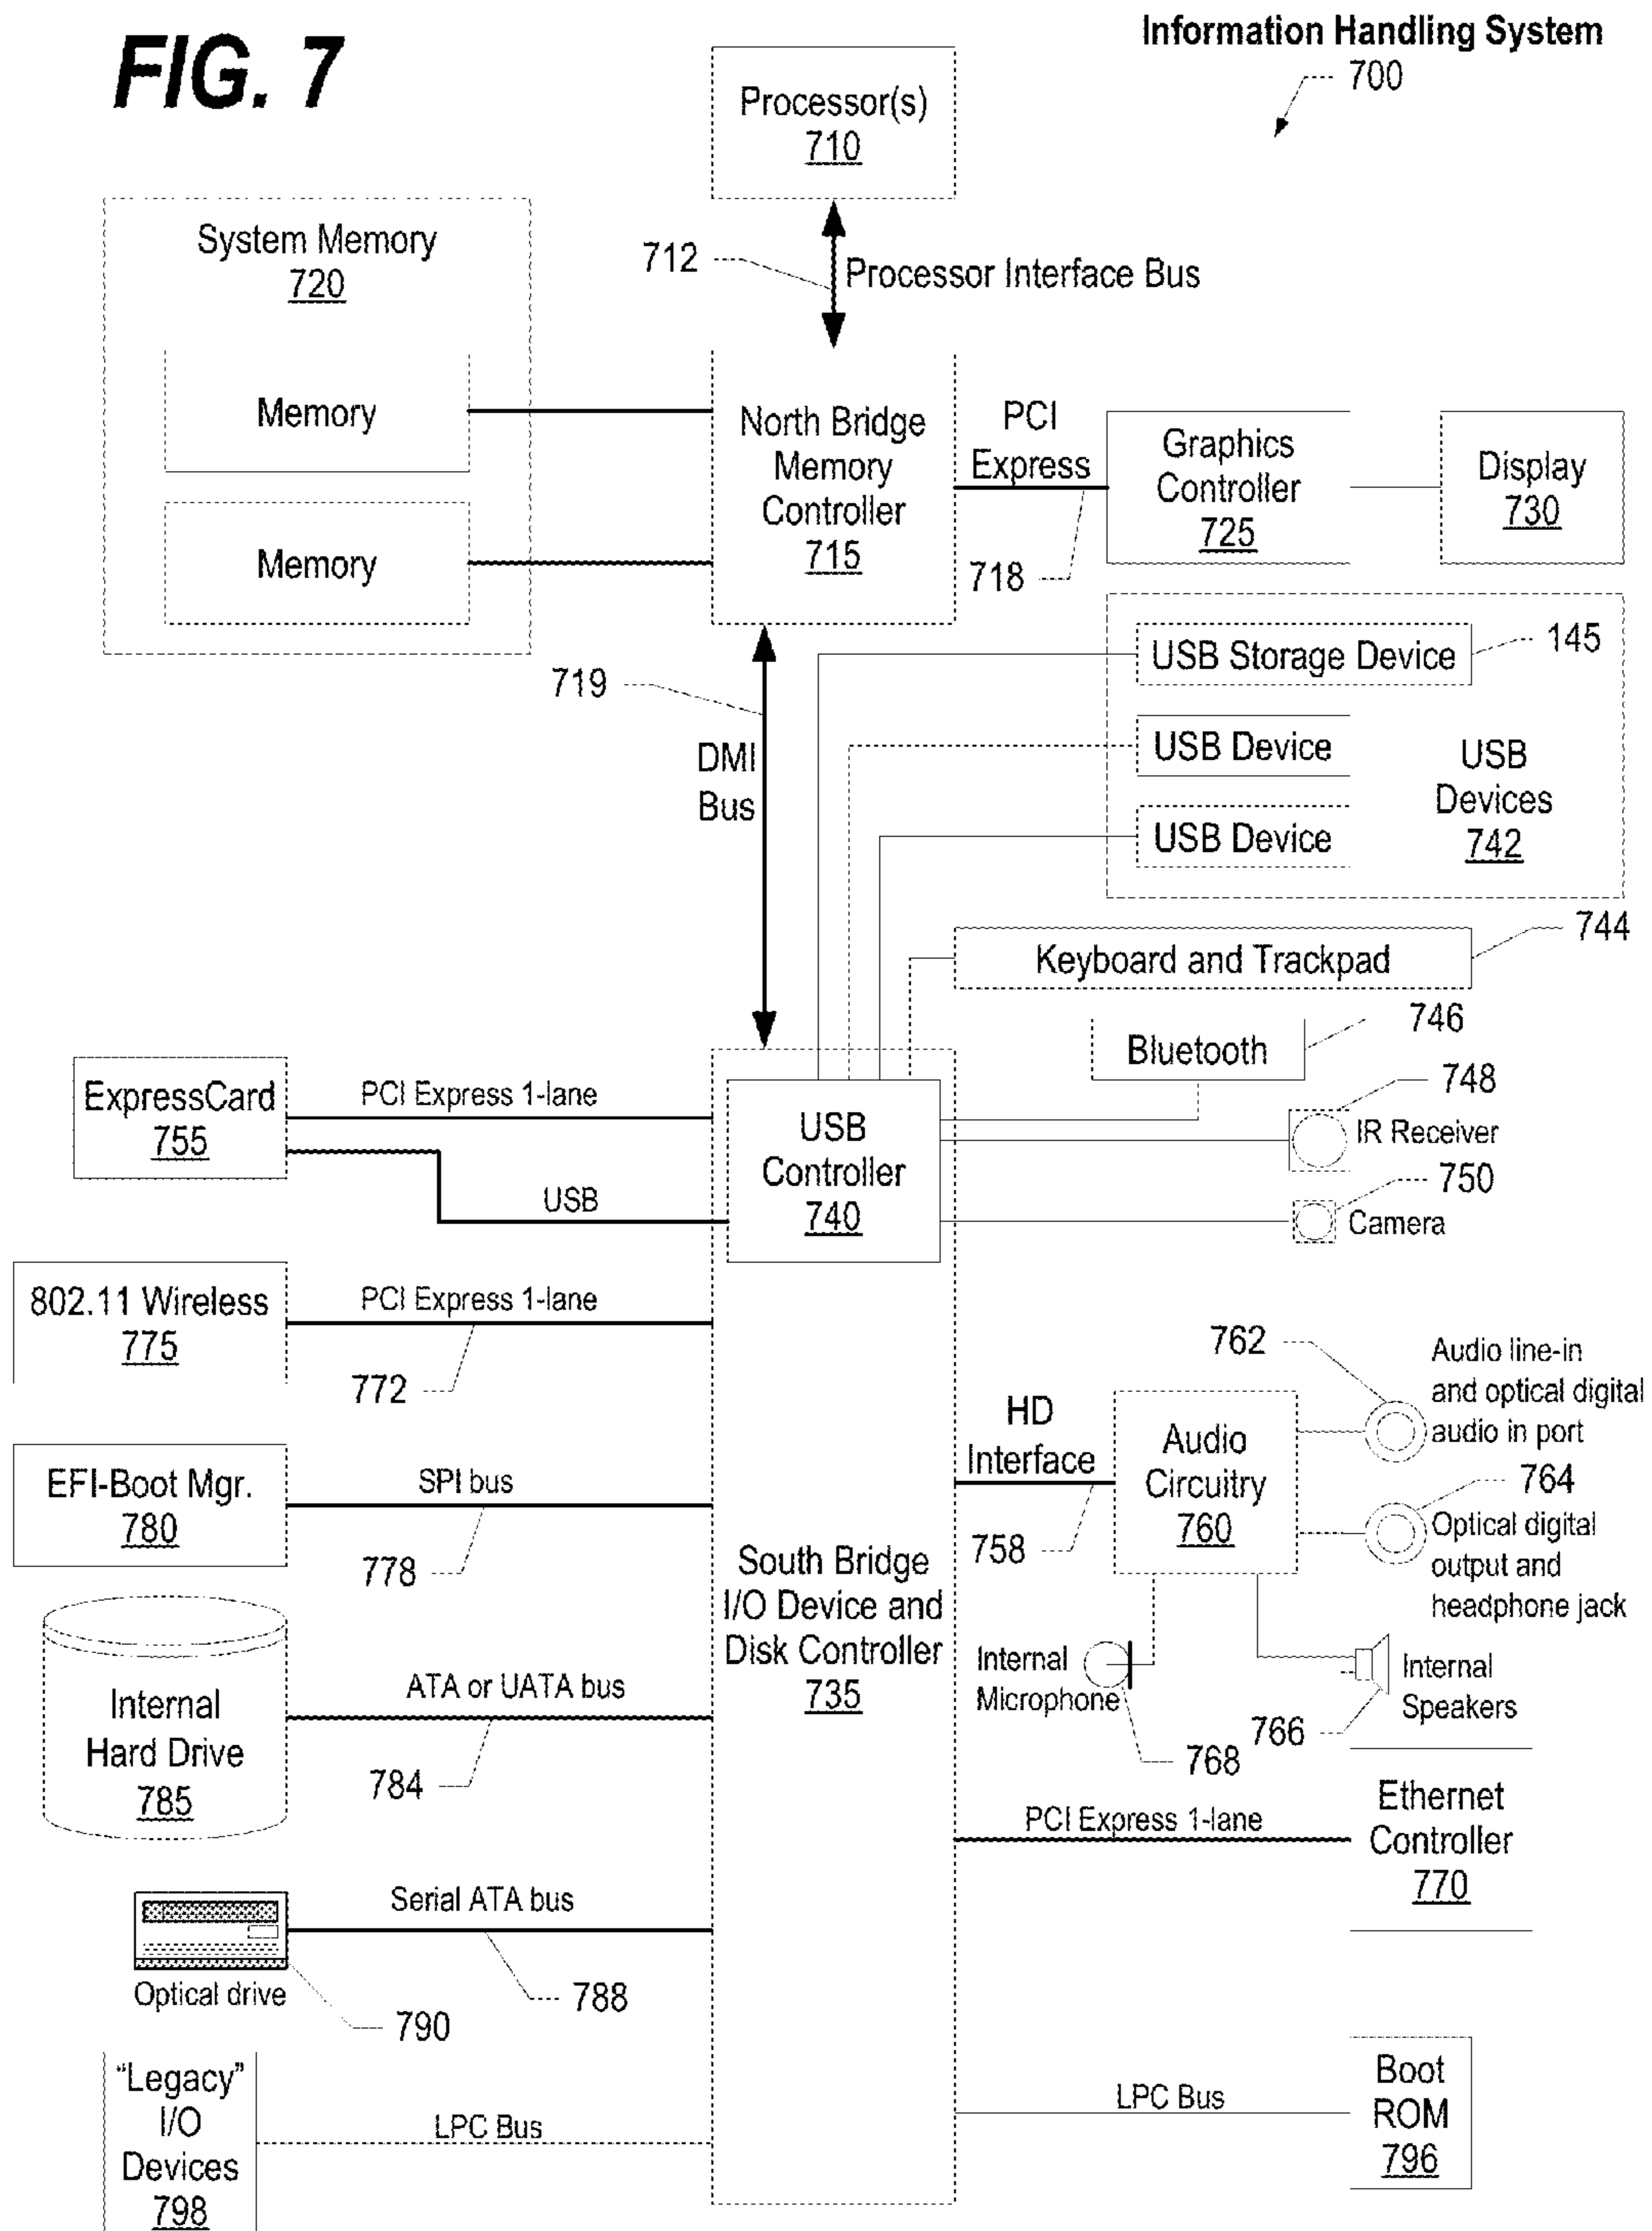 FIG. 7
Information Handling System
700
Processor(s)
710
System Memory
720
712
Processor Interface Bus
Memory
Memory
North Bridge
Memory
Controller
715
PCI
Express
718
Graphics
Controller
725
Display
730
719
DMI
Bus
USB Storage Device
145
USB Device
USB Device
USB
Devices
742
744
Keyboard and Trackpad
746
Bluetooth
748
IR Receiver
750
Camera
ExpressCard
755
PCI Express 1-lane
USB
USB
Controller
740
802.11 Wireless
775
PCI Express 1-lane
772
762
Audio line-in
and optical digital
audio in port
HD
Interface
758
Audio
Circuitry
760
764
Optical digital
output and
headphone jack
EFI-Boot Mgr.
780
SPI bus
778
South Bridge
I/O Device and
Disk Controller
735
Internal
Microphone
768
Internal
Speakers
766
Internal
Hard Drive
785
ATA or UATA bus
784
PCI Express 1-lane
Ethernet
Controller
770
Serial ATA bus
788
Optical drive
790
"Legacy"
I/O
Devices
798
LPC Bus
LPC Bus
Boot
ROM
796